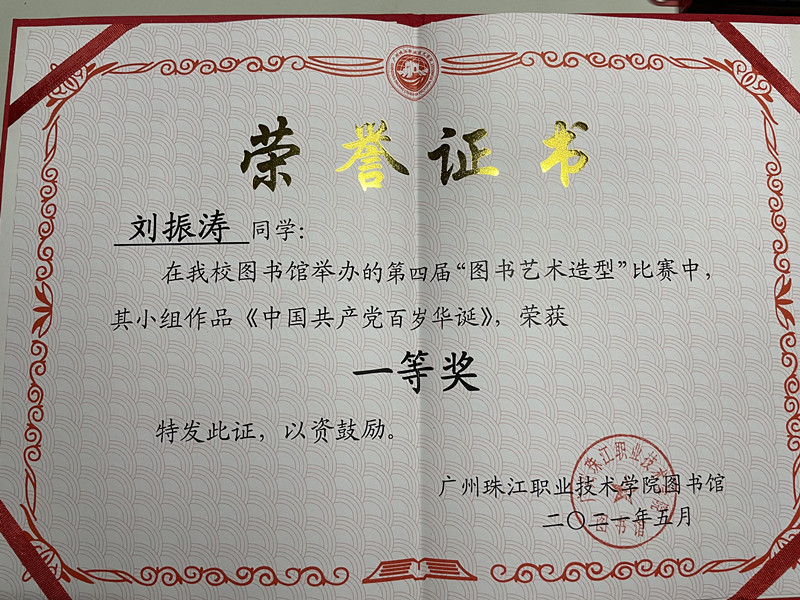 荣誉证书
刘振涛 同学:
在我校图书馆举办的第四届“图书艺术造型”比赛中，
其小组作品《中国共产党百岁华诞》，荣获
一等奖
特发此证，以资鼓励。
广州珠江职业技术学院图书馆
二〇二一年五月